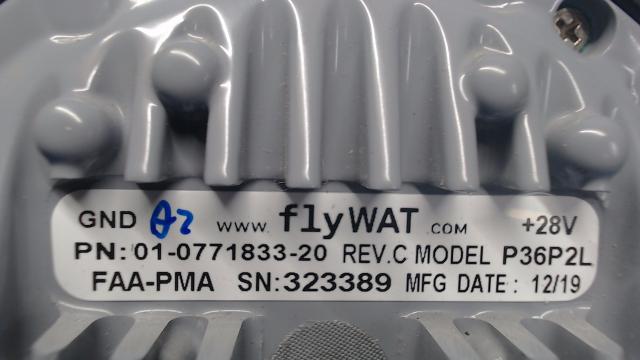 GND A2 www. flyWAT .com +28V
PN: 01-0771833-20 REV.C MODEL P36P2L
FAA-PMA SN:323389 MFG DATE: 12/19